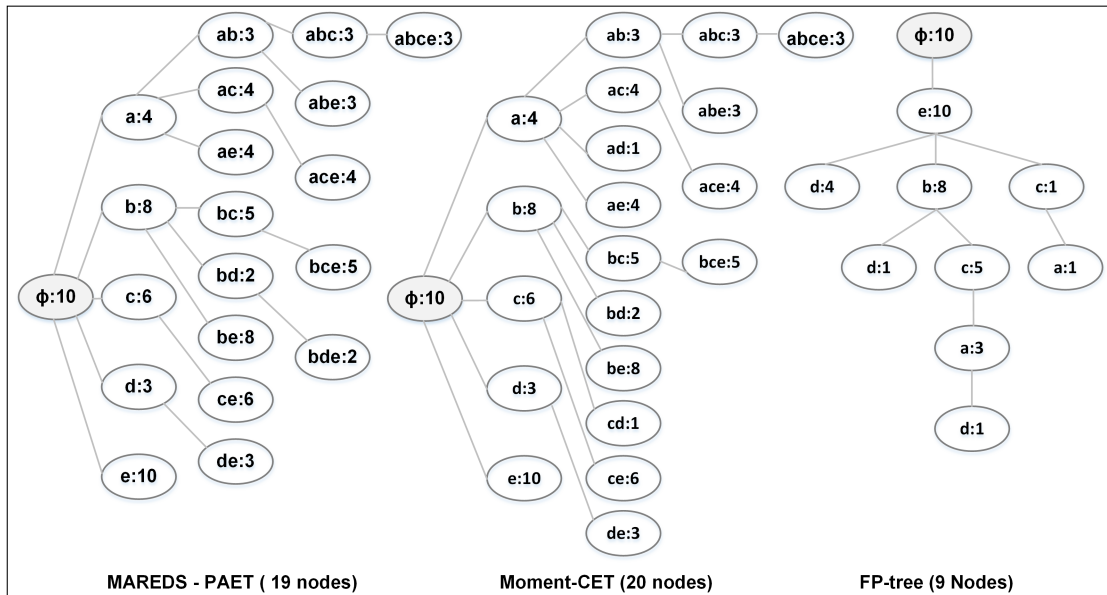 ab:3
abc:3
abce:3
a:4
ac:4
abe:3
ae:4
ace:4
b:8
bc:5
bd:2
bce:5
ϕ:10
c:6
be:8
bde:2
d:3
ce:6
e:10
de:3
MAREDS - PAET ( 19 nodes)
ab:3
abc:3
abce:3
a:4
ac:4
abe:3
ad:1
ace:4
ae:4
b:8
bc:5
bce:5
ϕ:10
c:6
bd:2
be:8
d:3
cd:1
e:10
ce:6
de:3
Moment-CET (20 nodes)
ϕ:10
e:10
d:4
b:8
c:1
d:1
c:5
a:1
a:3
d:1
FP-tree (9 Nodes)